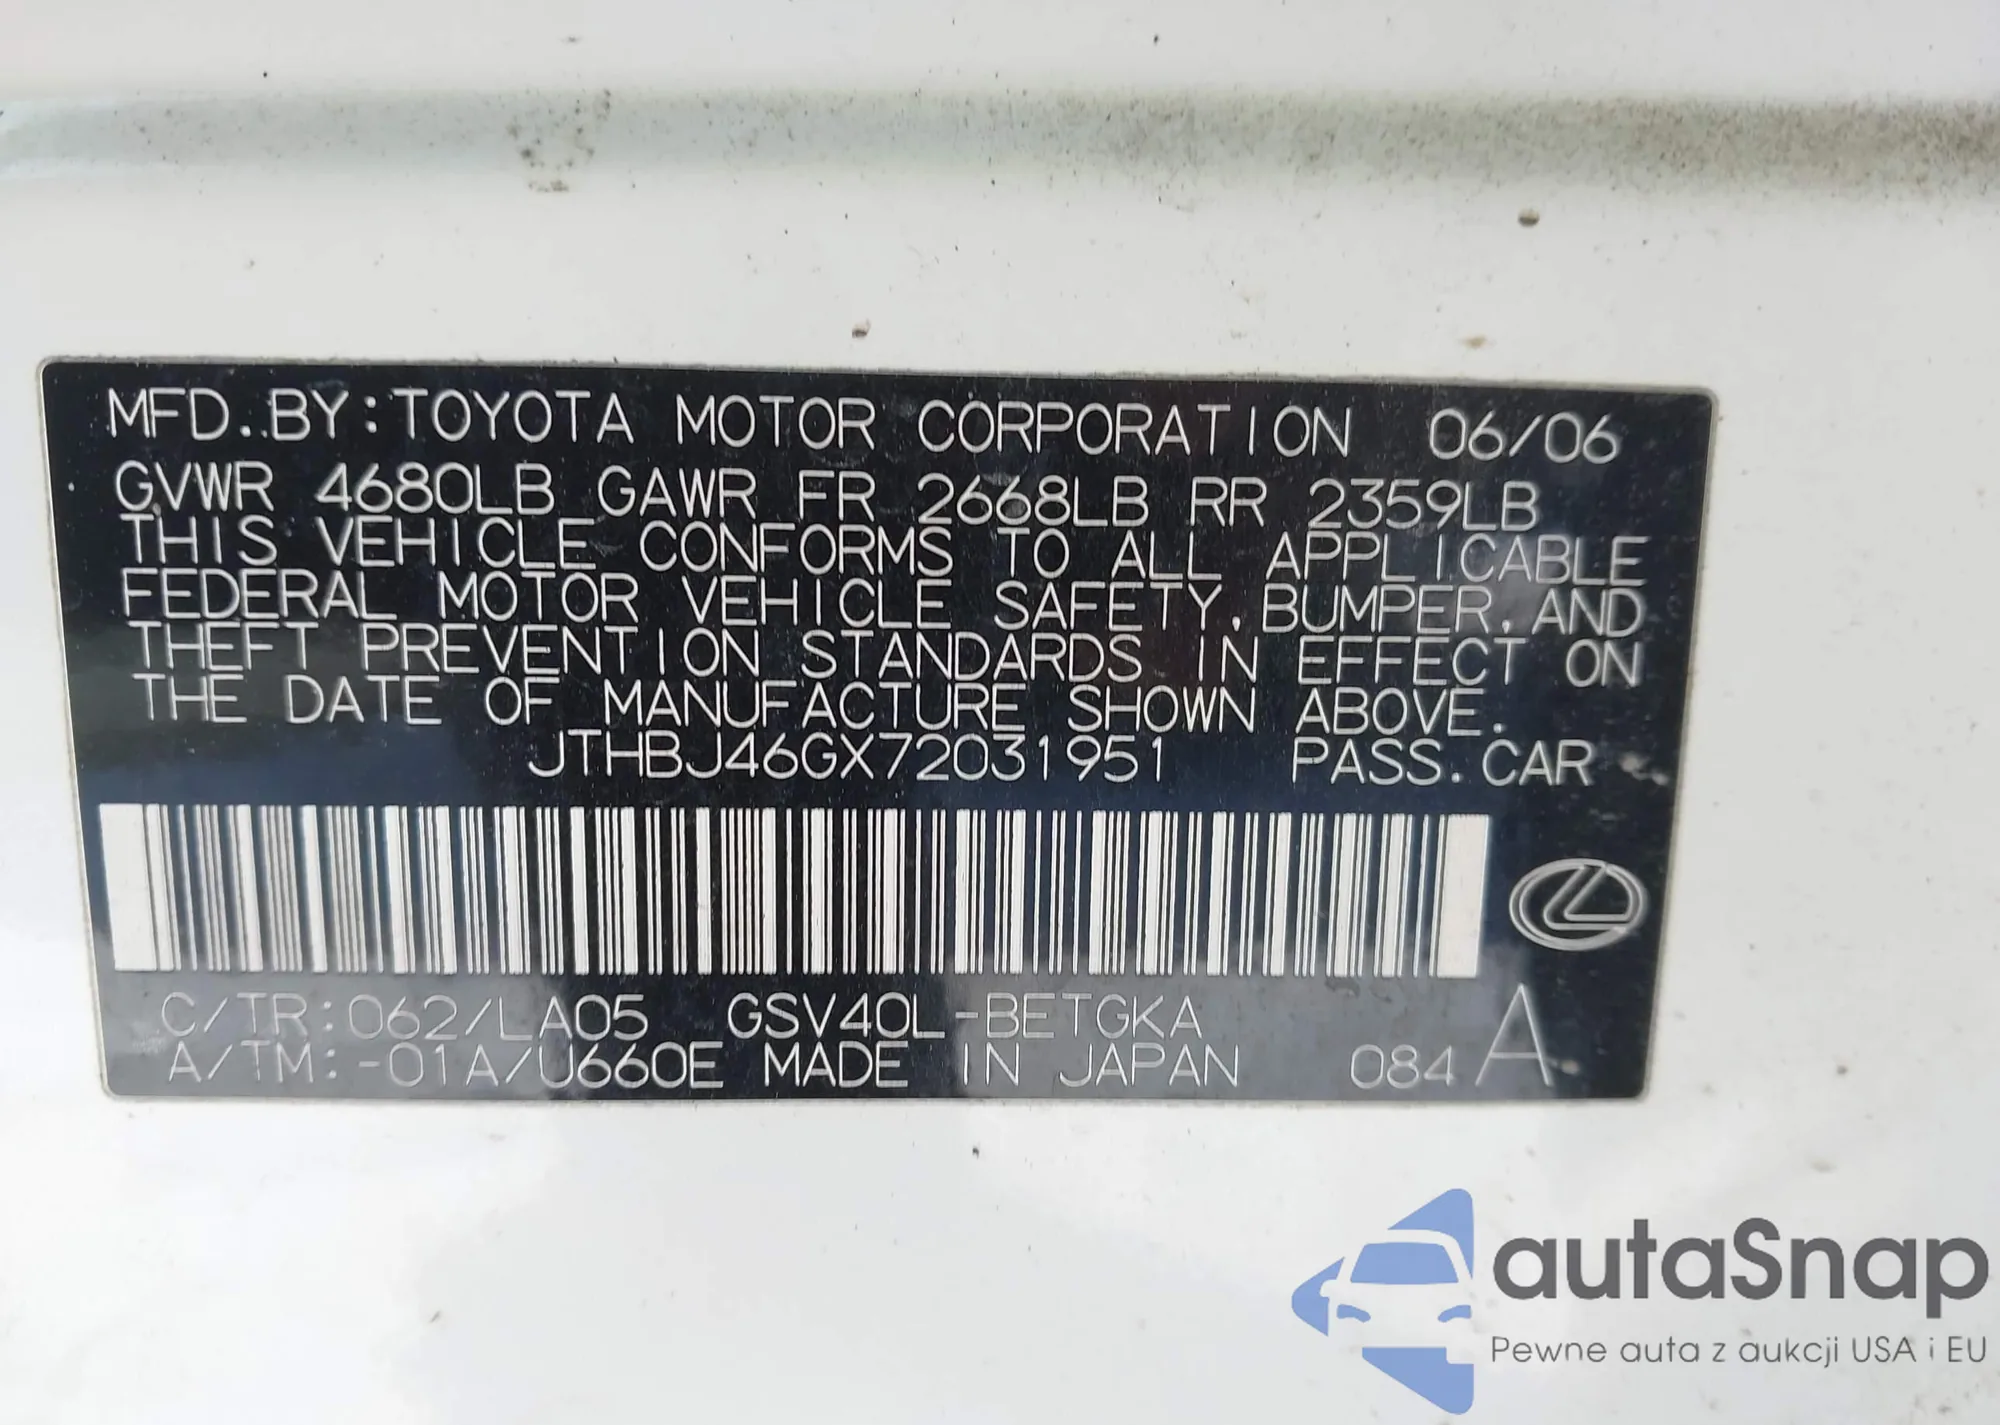 MFD. BY: TOYOTA MOTOR CORPORATION 06/06
GVWR 4680LB GAWR FR 2668LB RR 2359LB
THIS VEHICLE CONFORMS TO ALL APPLICABLE
FEDERAL MOTOR VEHICLE SAFETY, BUMPER, AND
THEFT PREVENTION STANDARDS IN EFFECT ON
THE DATE OF MANUFACTURE SHOWN ABOVE.
JTHBJ46GX72031951 PASS. CAR
C/TR: 062/LA05 GSV40L-BETGKA
A/TM: -01A/U660E MADE IN JAPAN 084 A
autaSnap
Pewne auta z aukcji USA i EU